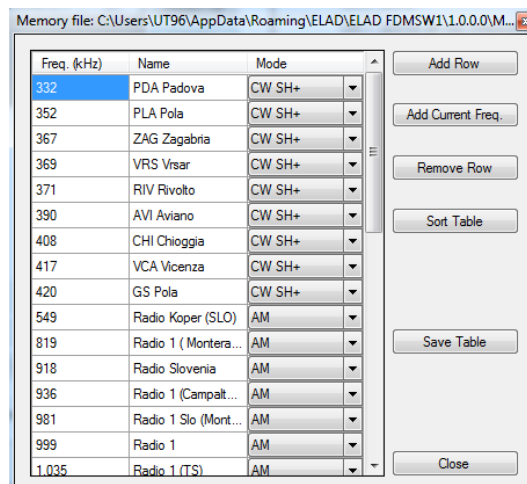 Memory file: C:\Users\UT96\AppData\Roaming\ELAD\ELAD FDMSW1\1.0.0.0\M...
Freq. (kHz) Name Mode
332 PDA Padova CW SH+
352 PLA Pola CW SH+
367 ZAG Zagabria CW SH+
369 VRS Vrsar CW SH+
371 RIV Rivolto CW SH+
390 AVI Aviano CW SH+
408 CHI Chioggia CW SH+
417 VCA Vicenza CW SH+
420 GS Pola CW SH+
549 Radio Koper (SLO) AM
819 Radio 1 ( Montera... AM
918 Radio Slovenia AM
936 Radio 1 (Campalt... AM
981 Radio 1 Slo (Mont... AM
999 Radio 1 AM
1.035 Radio 1 (TS) AM
Add Row
Add Current Freq.
Remove Row
Sort Table
Save Table
Close